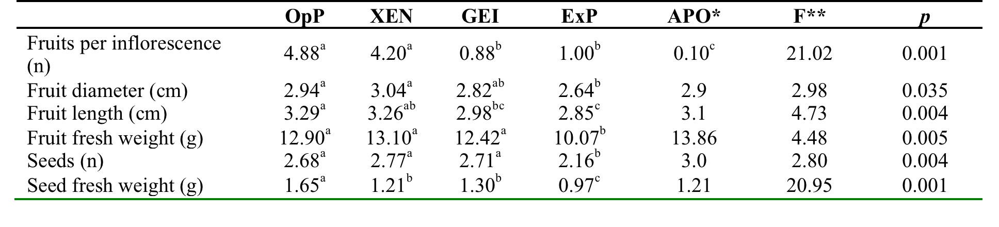 OpP XEN GEI ExP APO* F** p
Fruits per inflorescence
(n) 4.88a 4.20a 0.88b 1.00b 0.10c 21.02 0.001
Fruit diameter (cm) 2.94a 3.04a 2.82ab 2.64b 2.9 2.98 0.035
Fruit length (cm) 3.29a 3.26ab 2.98bc 2.85c 3.1 4.73 0.004
Fruit fresh weight (g) 12.90a 13.10a 12.42a 10.07b 13.86 4.48 0.005
Seeds (n) 2.68a 2.77a 2.71a 2.16b 3.0 2.80 0.004
Seed fresh weight (g) 1.65a 1.21b 1.30b 0.97c 1.21 20.95 0.001